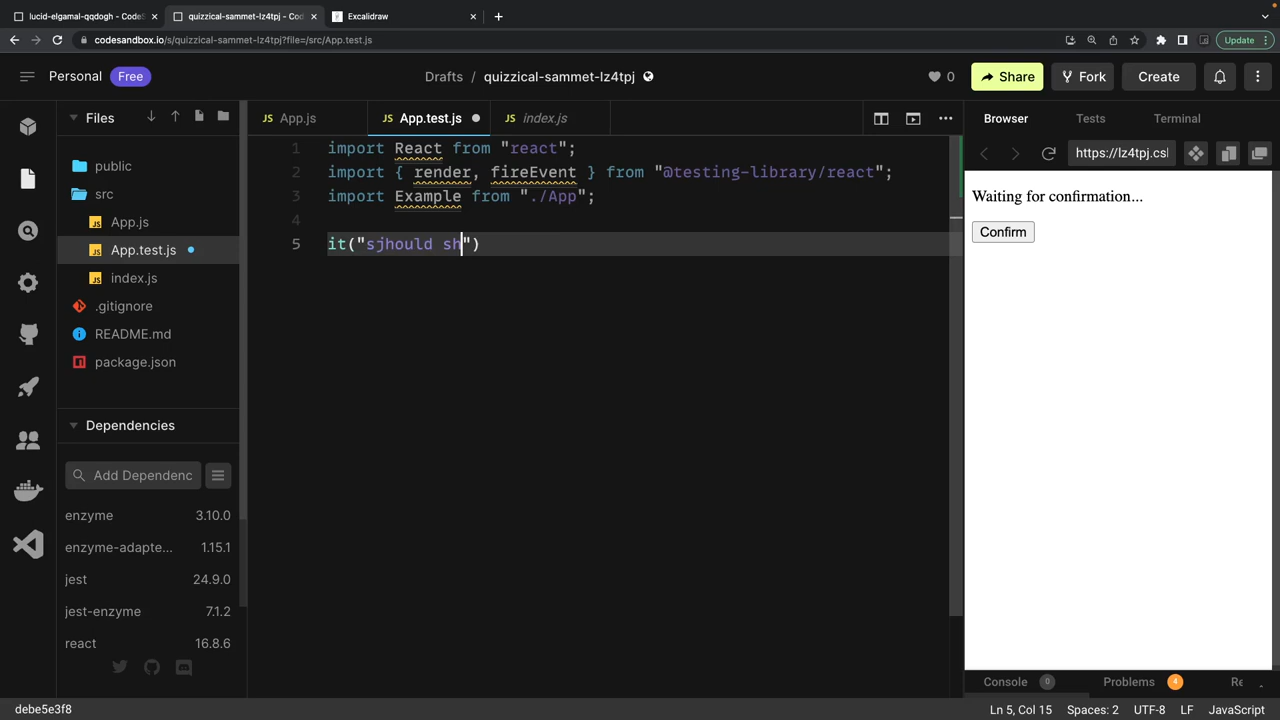 lucid-elgamal-qqdogh - CodeS
quizzical-sammet-lz4tpj - Cod
Excalidraw
codesandbox.io/s/quizzical-sammet-lz4tpj?file=/src/App.test.js
Update
Personal Free
Drafts / quizzical-sammet-lz4tpj
0
Share
Fork
Create
Files
public
src
App.js
App.test.js
index.js
.gitignore
README.md
package.json
Dependencies
Add Dependenc
enzyme 3.10.0
enzyme-adapte... 1.15.1
jest 24.9.0
jest-enzyme 7.1.2
react 16.8.6
JS App.js
JS App.test.js
JS index.js
1 import React from "react";
2 import { render, fireEvent } from "@testing-library/react";
3 import Example from "./App";
4
5 it("sjhould sh")
Browser Tests Terminal
https://lz4tpj.csl
Waiting for confirmation...
Confirm
Console 0 Problems 4 Re
debe5e3f8
Ln 5, Col 15 Spaces: 2 UTF-8 LF JavaScript